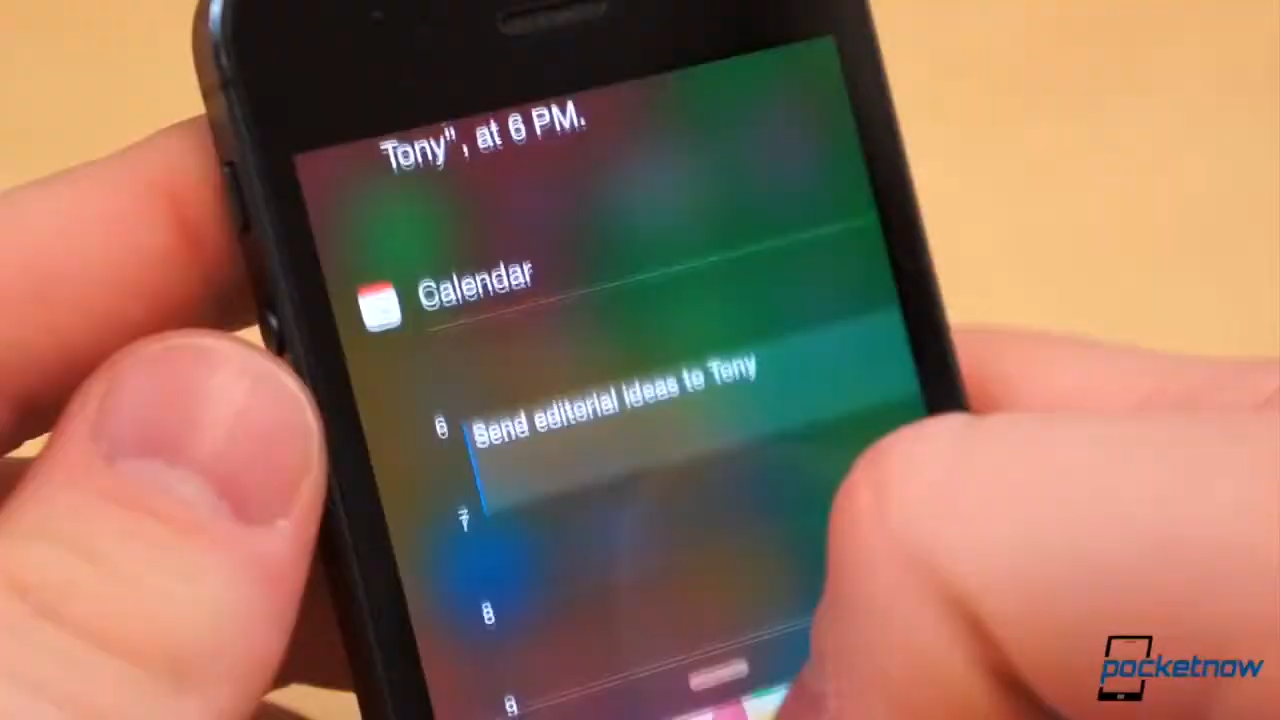 Tony", at 6 PM.
Calendar
6 Send editorial ideas to Tony
7
8
9
pocketnow